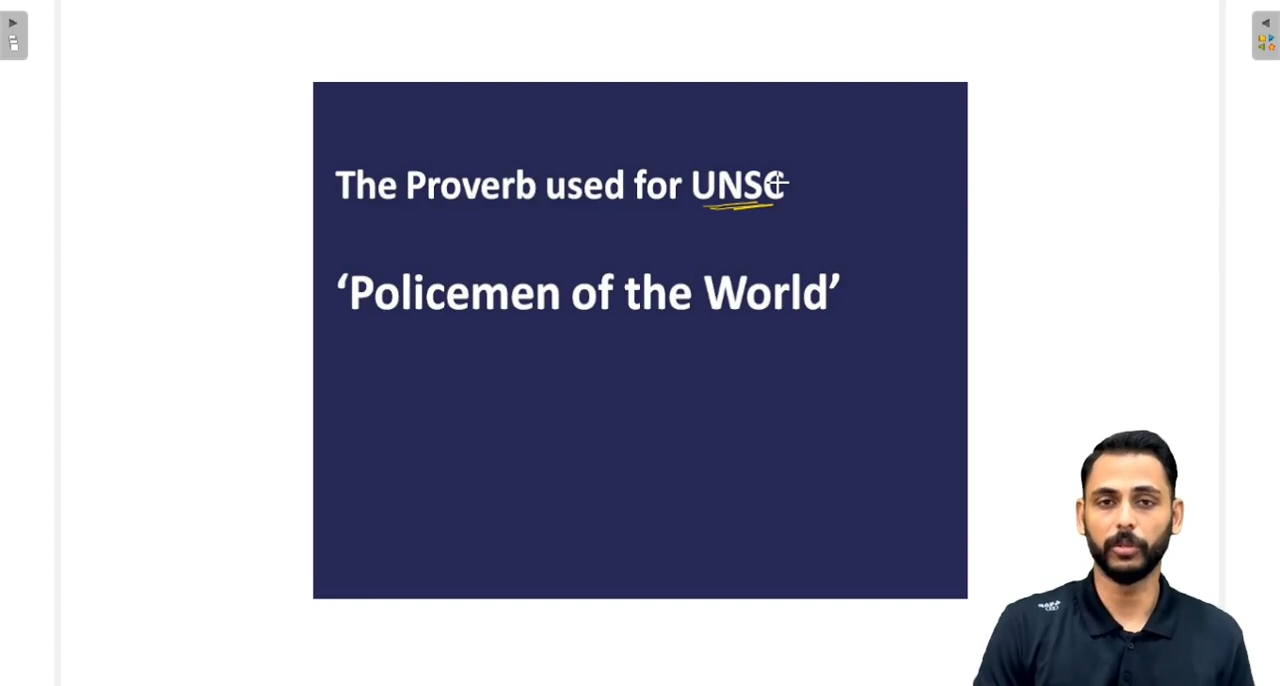 The Proverb used for UNSC
‘Policemen of the World’